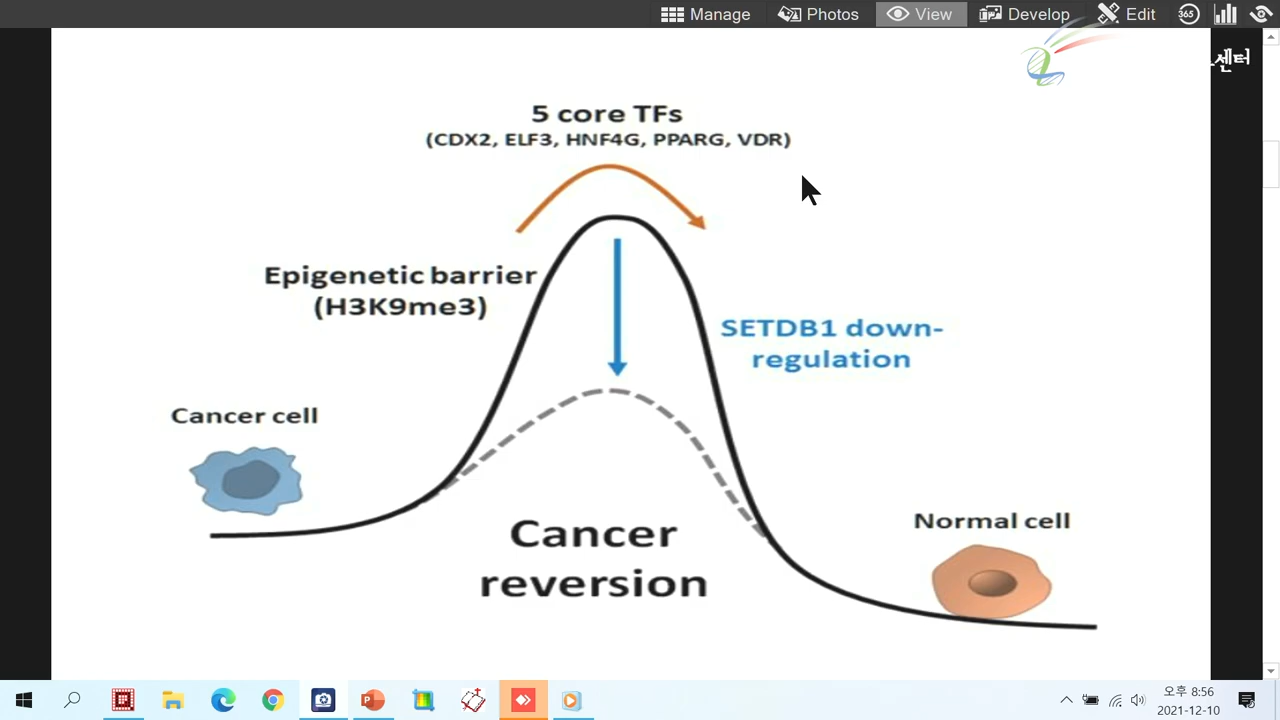 Manage
Photos
View
Develop
Edit
365
센터
5 core TFs
(CDX2, ELF3, HNF4G, PPARG, VDR)
Epigenetic barrier
(H3K9me3)
SETDB1 down-
regulation
Cancer cell
Cancer
reversion
Normal cell
오후 8:56
2021-12-10